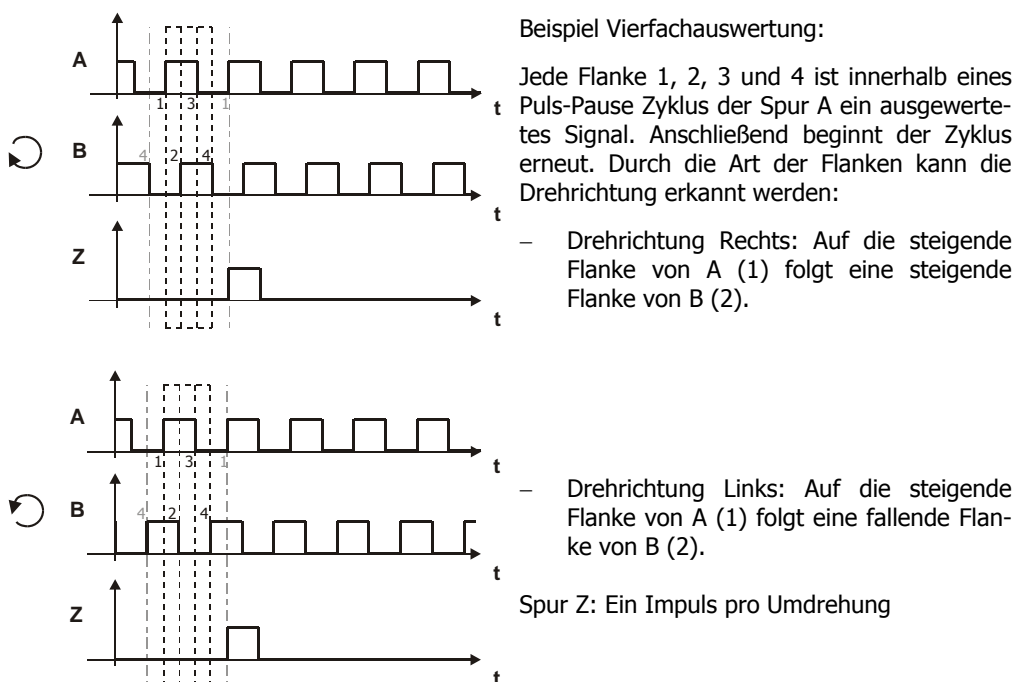 A
1 3 1
t
B
4 2 4
t
Z
t
Beispiel Vierfachauswertung:
Jede Flanke 1, 2, 3 und 4 ist innerhalb eines
Puls-Pause Zyklus der Spur A ein ausgewerte-
tes Signal. Anschließend beginnt der Zyklus
erneut. Durch die Art der Flanken kann die
Drehrichtung erkannt werden:
− Drehrichtung Rechts: Auf die steigende
Flanke von A (1) folgt eine steigende
Flanke von B (2).
A
1 3 1
t
B
4 2 4
t
Z
t
− Drehrichtung Links: Auf die steigende
Flanke von A (1) folgt eine fallende Flan-
ke von B (2).
Spur Z: Ein Impuls pro Umdrehung